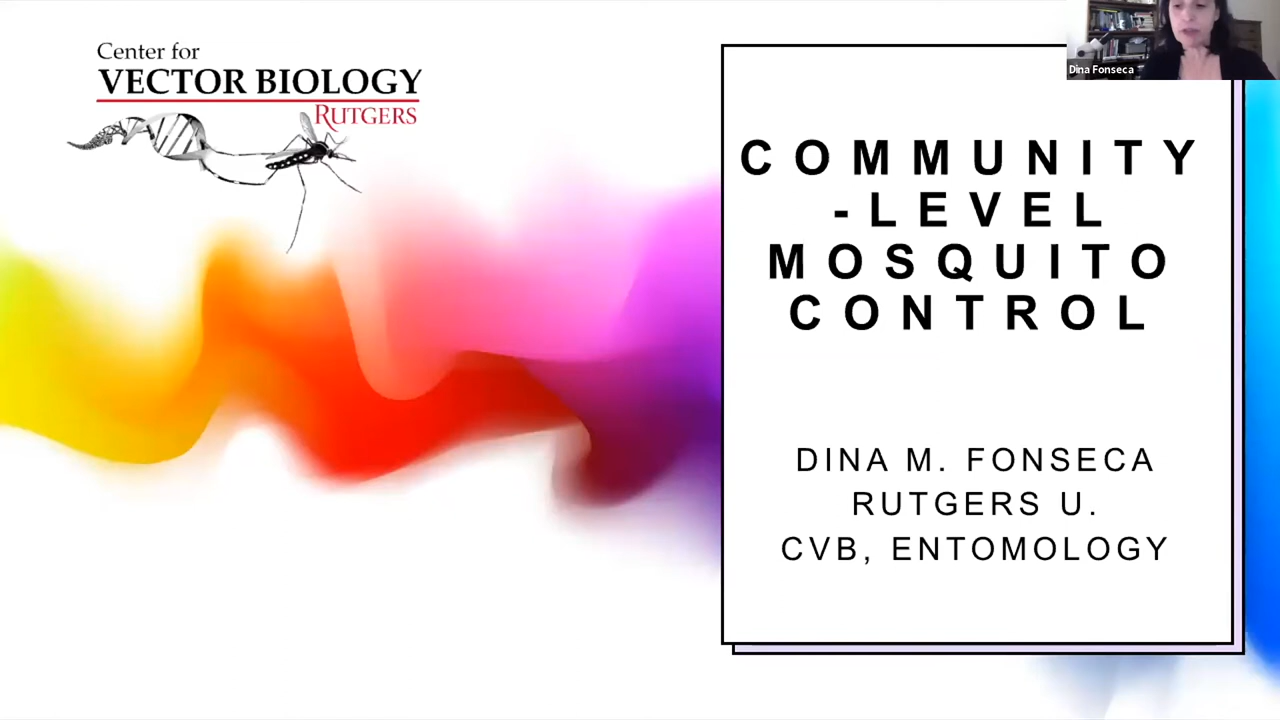 Center for
VECTOR BIOLOGY
RUTGERS
Dina Fonseca
COMMUNITY
-LEVEL
MOSQUITO
CONTROL
DINA M. FONSECA
RUTGERS U.
CVB, ENTOMOLOGY